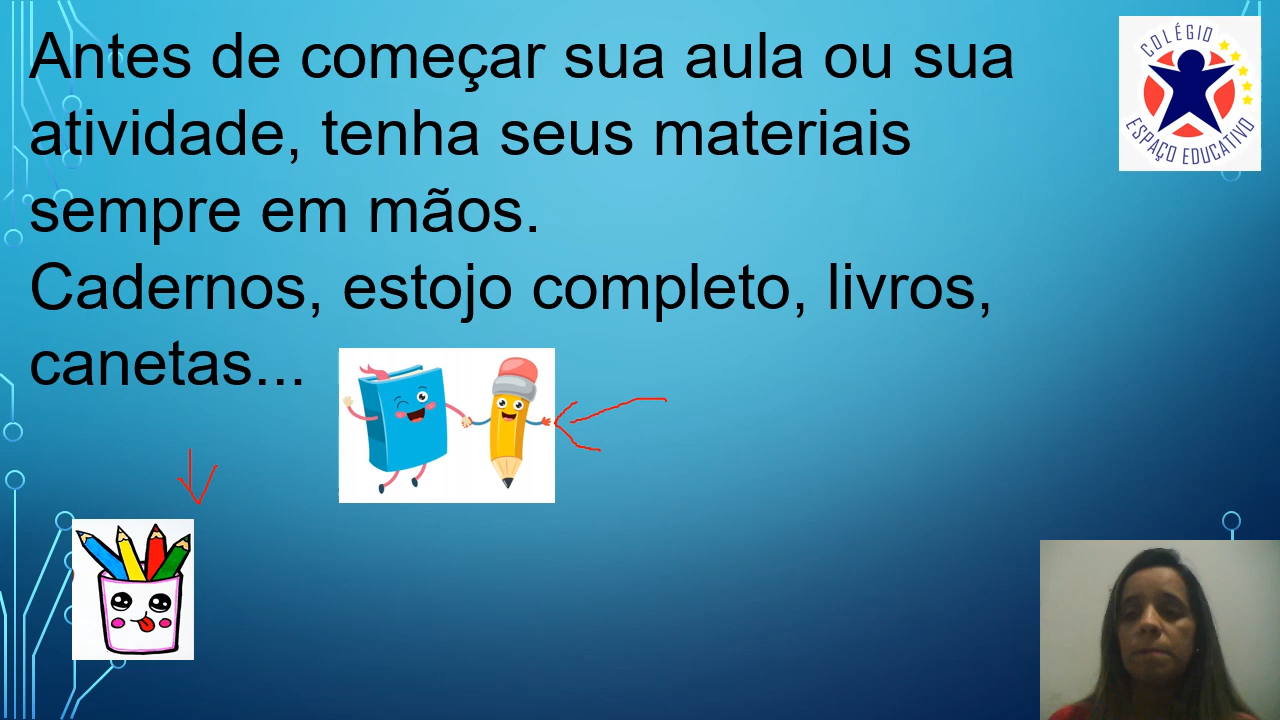 Antes de começar sua aula ou sua
atividade, tenha seus materiais
sempre em mãos.
Cadernos, estojo completo, livros,
canetas...
COLÉGIO
ESPAÇO EDUCATIVO